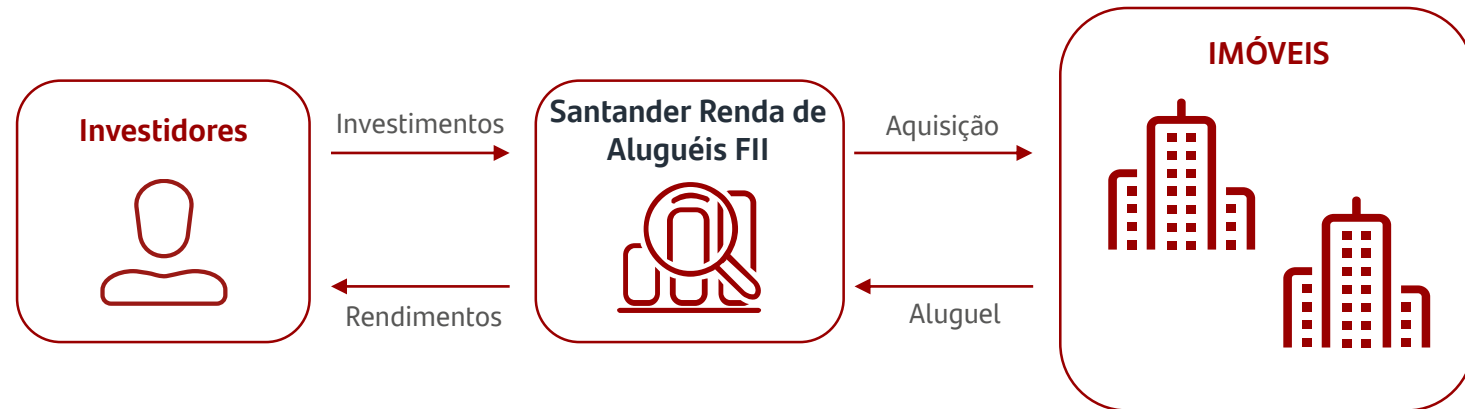 Investidores
Investimentos
Rendimentos
Santander Renda de
Aluguéis FII
Aquisição
Aluguel
IMÓVEIS